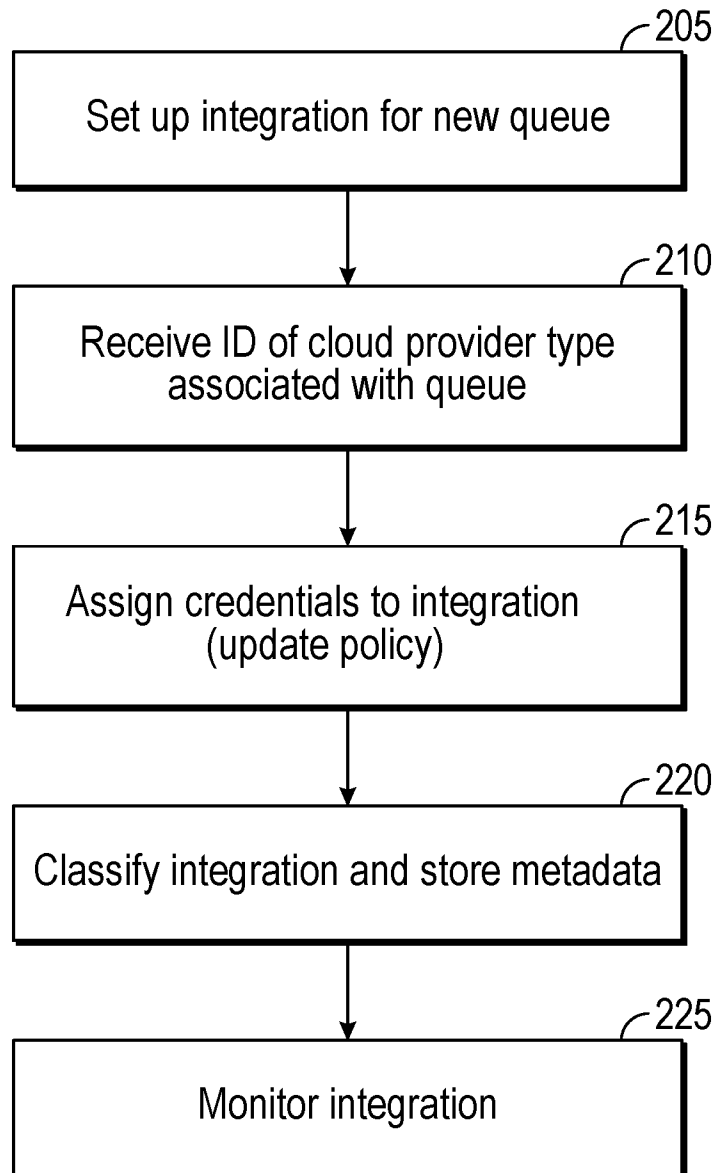 205
Set up integration for new queue
210
Receive ID of cloud provider type
associated with queue
215
Assign credentials to integration
(update policy)
220
Classify integration and store metadata
225
Monitor integration